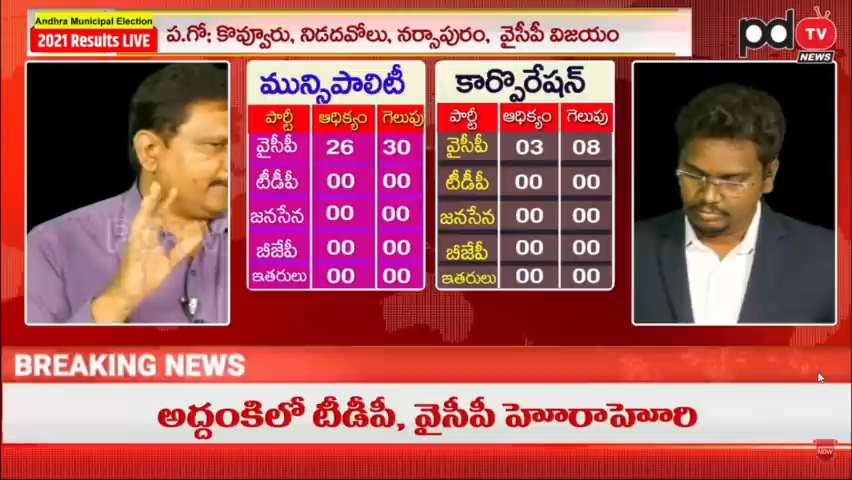 Andhra Municipal Election
2021 Results LIVE
ప.గో; కొవ్వూరు, నిడదవోలు, నర్సాపురం, వైసీపీ విజయం
pd TV
NEWS
మున్సిపాలిటీ
పార్టీ ఆధిక్యం గెలుపు
వైసీపీ 26 30
టీడీపీ 00 00
జనసేన 00 00
బీజేపీ 00 00
ఇతరులు 00 00
కార్పొరేషన్
పార్టీ ఆధిక్యం గెలుపు
వైసీపీ 03 08
టీడీపీ 00 00
జనసేన 00 00
బీజేపీ 00 00
ఇతరులు 00 00
BREAKING NEWS
అద్దంకిలో టీడీపీ, వైసీపీ హెూరాహెూరి